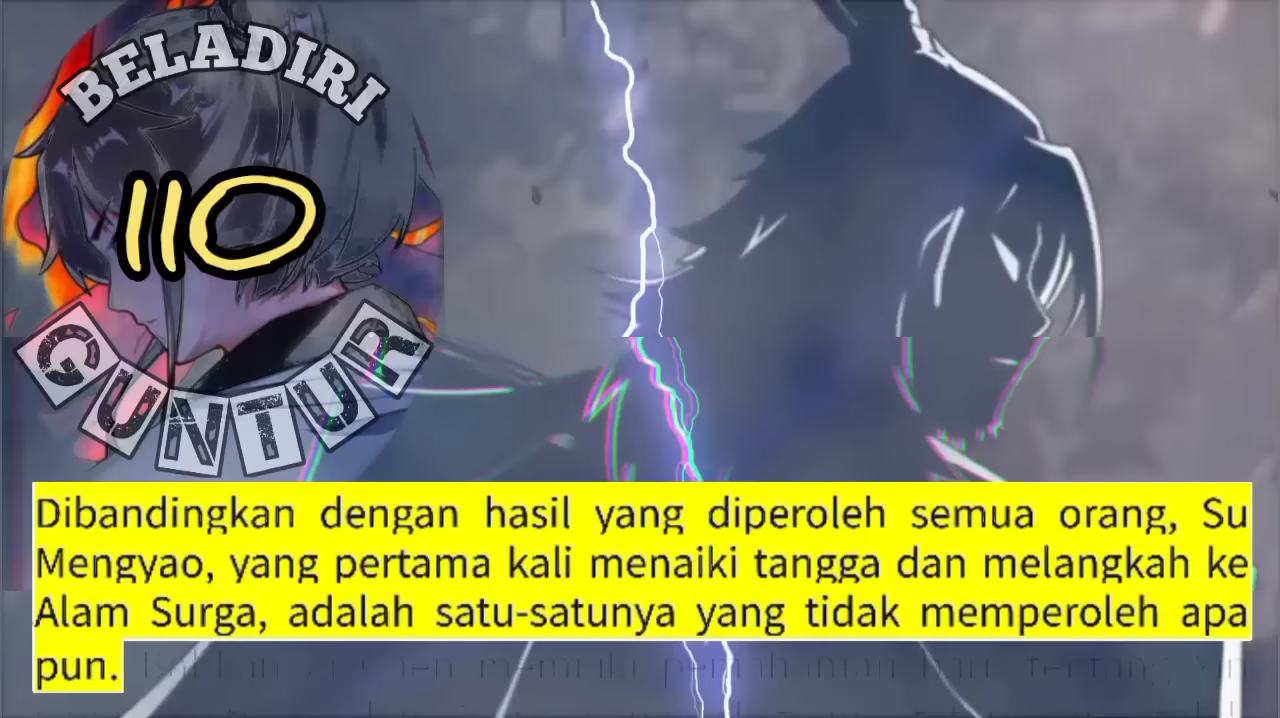 BELADIRI
110
GUNTUR
Dibandingkan dengan hasil yang diperoleh semua orang, Su
Mengyao, yang pertama kali menaiki tangga dan melangkah ke
Alam Surga, adalah satu-satunya yang tidak memperoleh apa
pun.